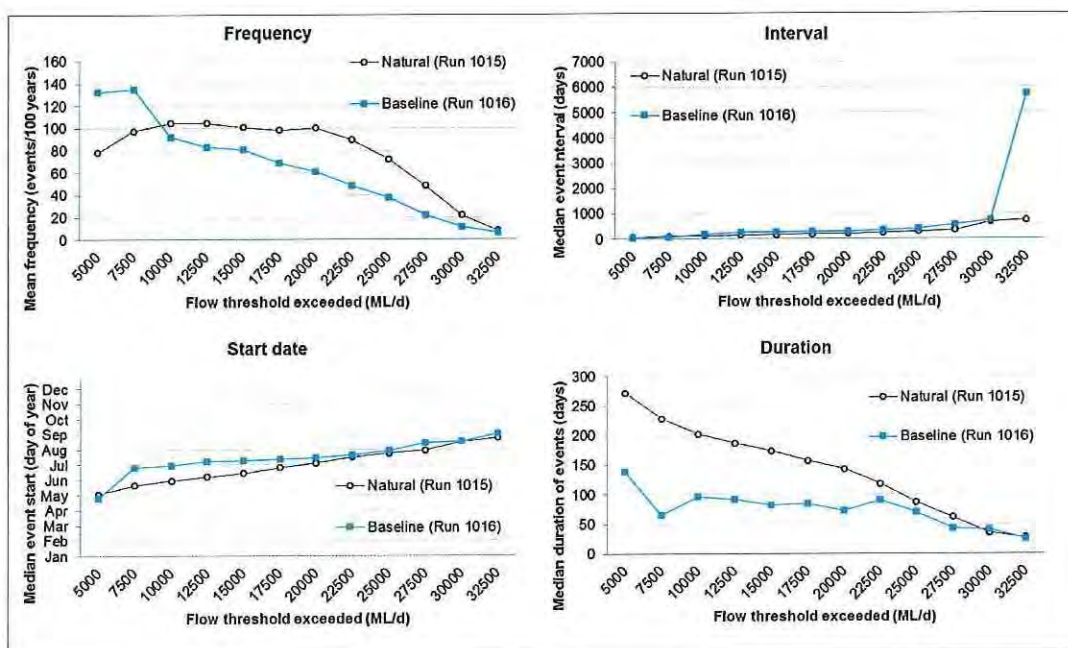 Frequency
Mean frequency (events/100 years)
160
140
120
100
80
60
40
20
0
Natural (Run 1015)
Baseline (Run 1016)
5000
7500
10000
12500
15000
17500
20000
22500
25000
27500
30000
32500
Flow threshold exceeded (ML/d)
Interval
Median event nterval (days)
7000
6000
5000
4000
3000
2000
1000
0
Natural (Run 1015)
Baseline (Run 1016)
5000
7500
10000
12500
15000
17500
20000
22500
25000
27500
30000
32500
Flow threshold exceeded (ML/d)
Start date
Median event start (day of year)
Dec
Nov
Oct
Sep
Aug
Jul
Jun
May
Apr
Mar
Feb
Jan
Natural (Run 1015)
Baseline (Run 1016)
5000
7500
10000
12500
15000
17500
20000
22500
25000
27500
30000
32500
Flow threshold exceeded (ML/d)
Duration
Median duration of events (days)
300
250
200
150
100
50
0
Natural (Run 1015)
Baseline (Run 1016)
5000
7500
10000
12500
15000
17500
20000
22500
25000
27500
30000
32500
Flow threshold exceeded (ML/d)